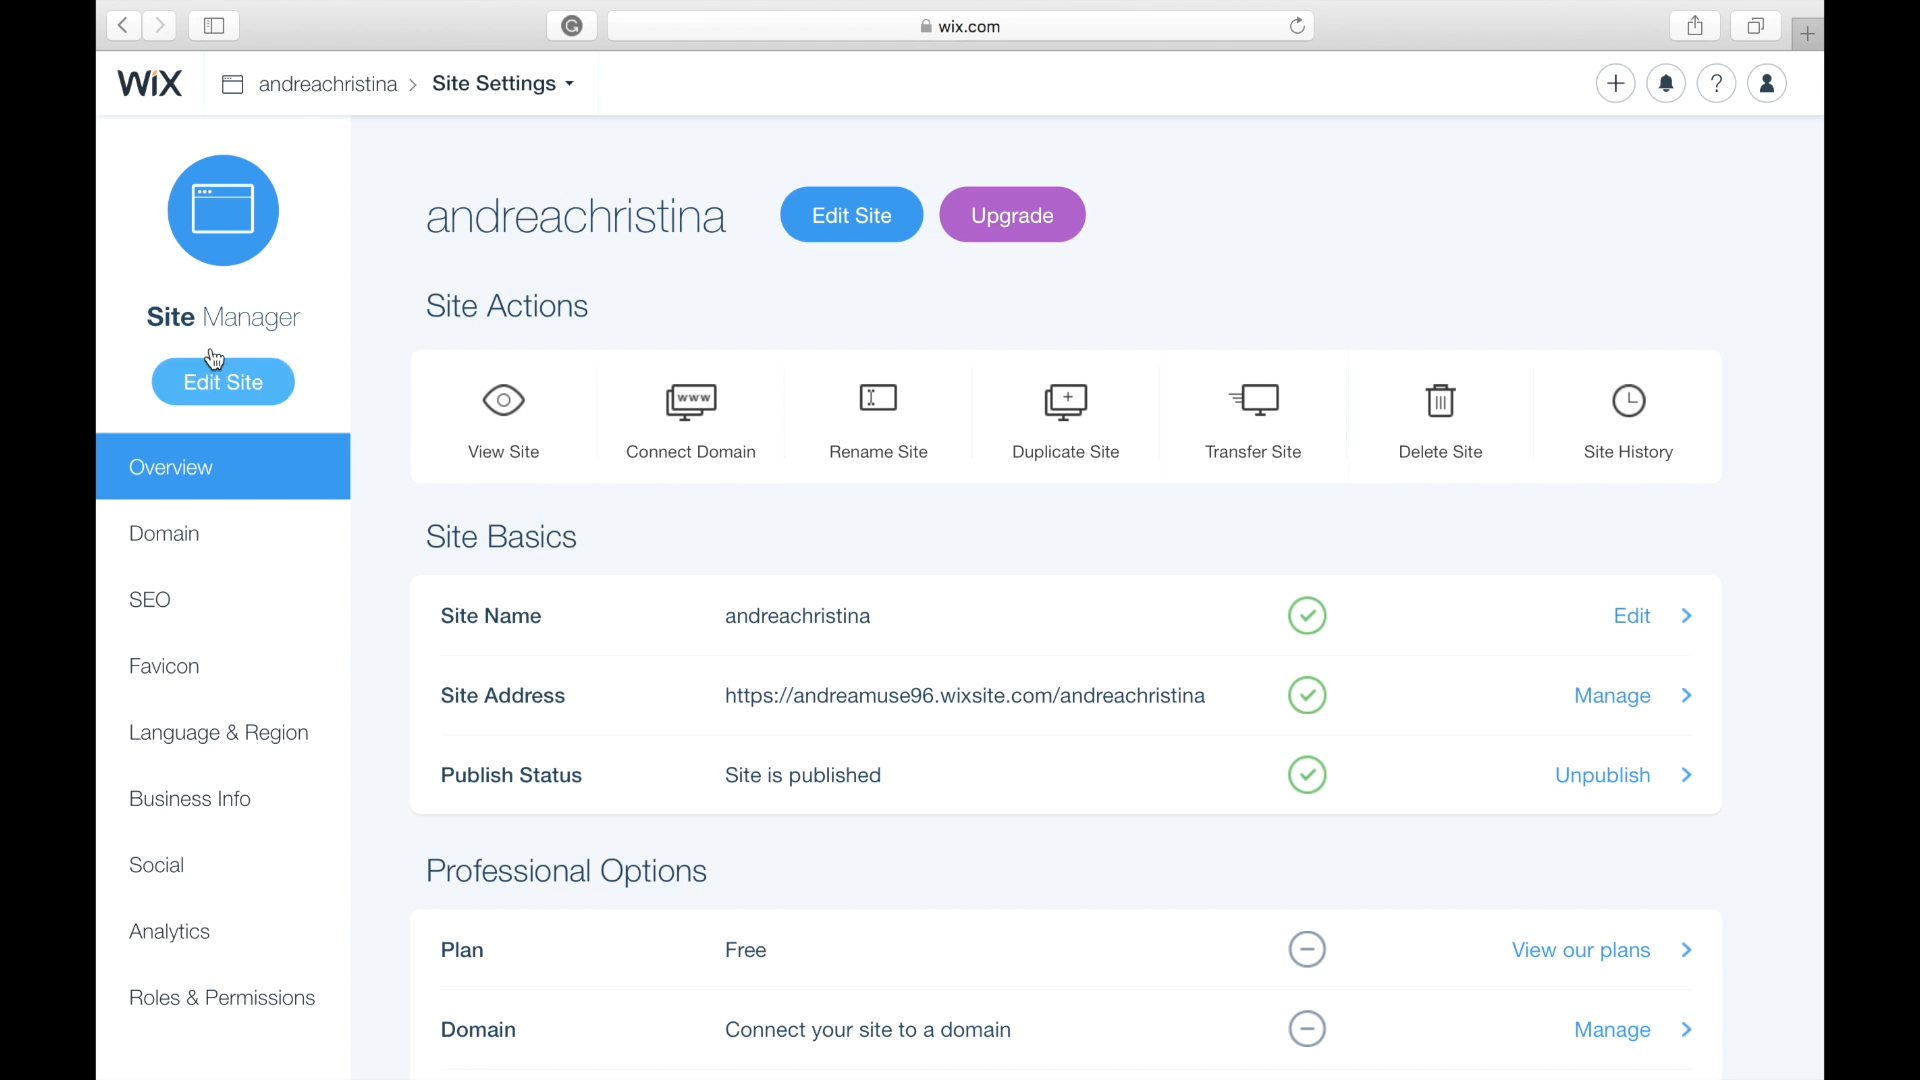 wix.com
WiX
andreachristina > Site Settings
?
Site Manager
Edit Site
Overview
Domain
SEO
Favicon
Language & Region
Business Info
Social
Analytics
Roles & Permissions
andreachristina
Edit Site
Upgrade
Site Actions
www
View Site
Connect Domain
Rename Site
Duplicate Site
Transfer Site
Delete Site
Site History
Site Basics
Site Name andreachristina Edit
Site Address https://andreamuse96.wixsite.com/andreachristina Manage
Publish Status Site is published Unpublish
Professional Options
Plan Free View our plans
Domain Connect your site to a domain Manage